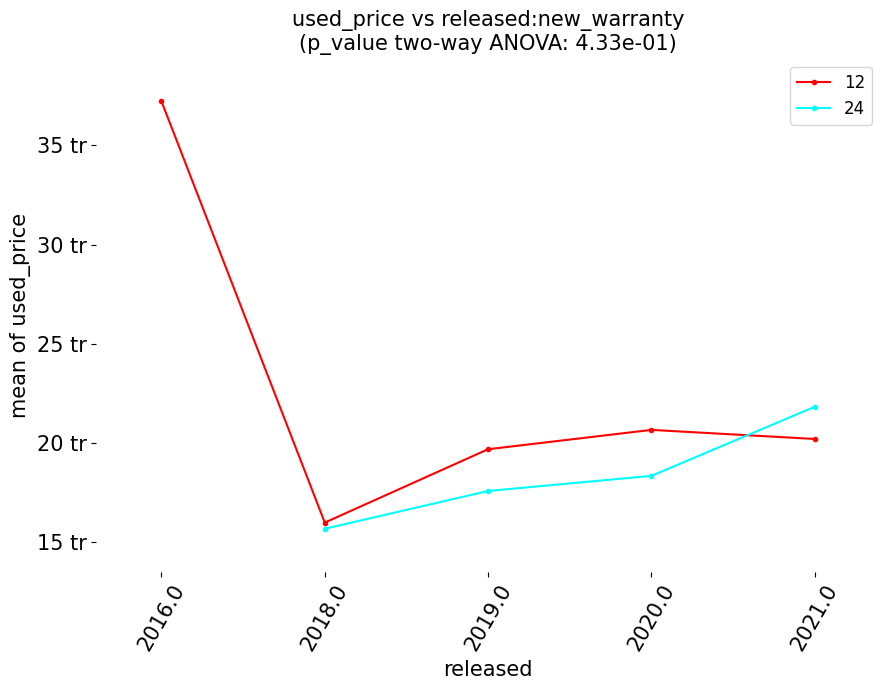 used_price vs released:new_warranty
(p_value two-way ANOVA: 4.33e-01)
12
24
35 tr
30 tr
25 tr
20 tr
15 tr
mean of used_price
2016.0
2018.0
2019.0
2020.0
2021.0
released